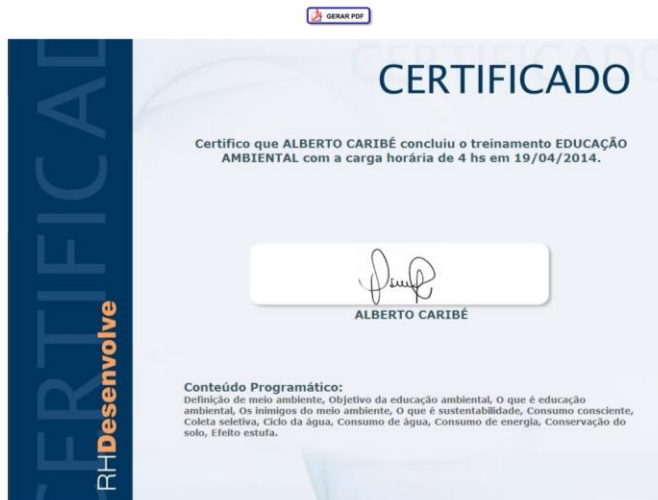 GERAR PDF
CERTIFICADO
Certifico que ALBERTO CARIBÉ concluiu o treinamento EDUCAÇÃO
AMBIENTAL com a carga horária de 4 hs em 19/04/2014.
ALBERTO CARIBÉ
Conteúdo Programático:
Definição de meio ambiente, Objetivo da educação ambiental, O que é educação
ambiental, Os inimigos do meio ambiente, O que é sustentabilidade, Consumo consciente,
Coleta seletiva, Ciclo da água, Consumo de água, Consumo de energia, Conservação do
solo, Efeito estufa.
RHDesenvolve
CERTIFICAD